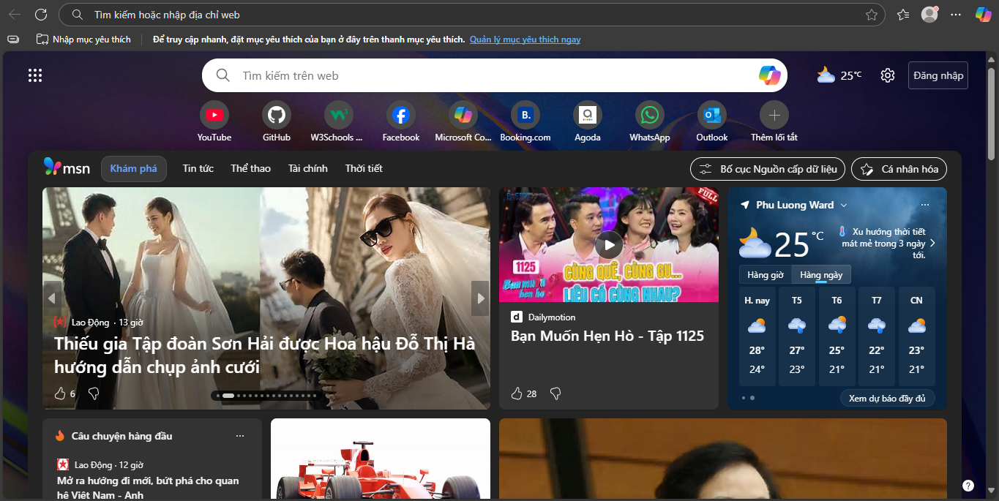 Tìm kiếm hoặc nhập địa chỉ web
Nhập mục yêu thích
Để truy cập nhanh, đặt mục yêu thích của bạn ở đây trên thanh mục yêu thích. Quản lý mục yêu thích ngay
Tìm kiếm trên web
25°C
Đăng nhập
YouTube
GitHub
W3Schools ...
Facebook
Microsoft Co...
Booking.com
Agoda
WhatsApp
Outlook
Thêm lối tắt
msn
Khám phá
Tin tức
Thể thao
Tài chính
Thời tiết
Bố cục Nguồn cấp dữ liệu
Cá nhân hóa
Lao Động · 13 giờ
Thiếu gia Tập đoàn Sơn Hải được Hoa hậu Đỗ Thị Hà
hướng dẫn chụp ảnh cưới
6
FULL
1125
Bạn muốn
hẹn hò
CÙNG QUÊ, CÙNG GU...
LIỆU CÓ CÙNG NHAU?
Dailymotion
Bạn Muốn Hẹn Hò - Tập 1125
28
Phu Luong Ward
25 °C
Xu hướng thời tiết
mát mẻ trong 3 ngày
tới.
Hàng giờ
Hàng ngày
H. nay T5 T6 T7 CN
28° 27° 25° 22° 23°
24° 23° 21° 21° 21°
Xem dự báo đầy đủ
Câu chuyện hàng đầu
Lao Động · 12 giờ
Mở ra hướng đi mới, bứt phá cho quan
hệ Việt Nam - Anh